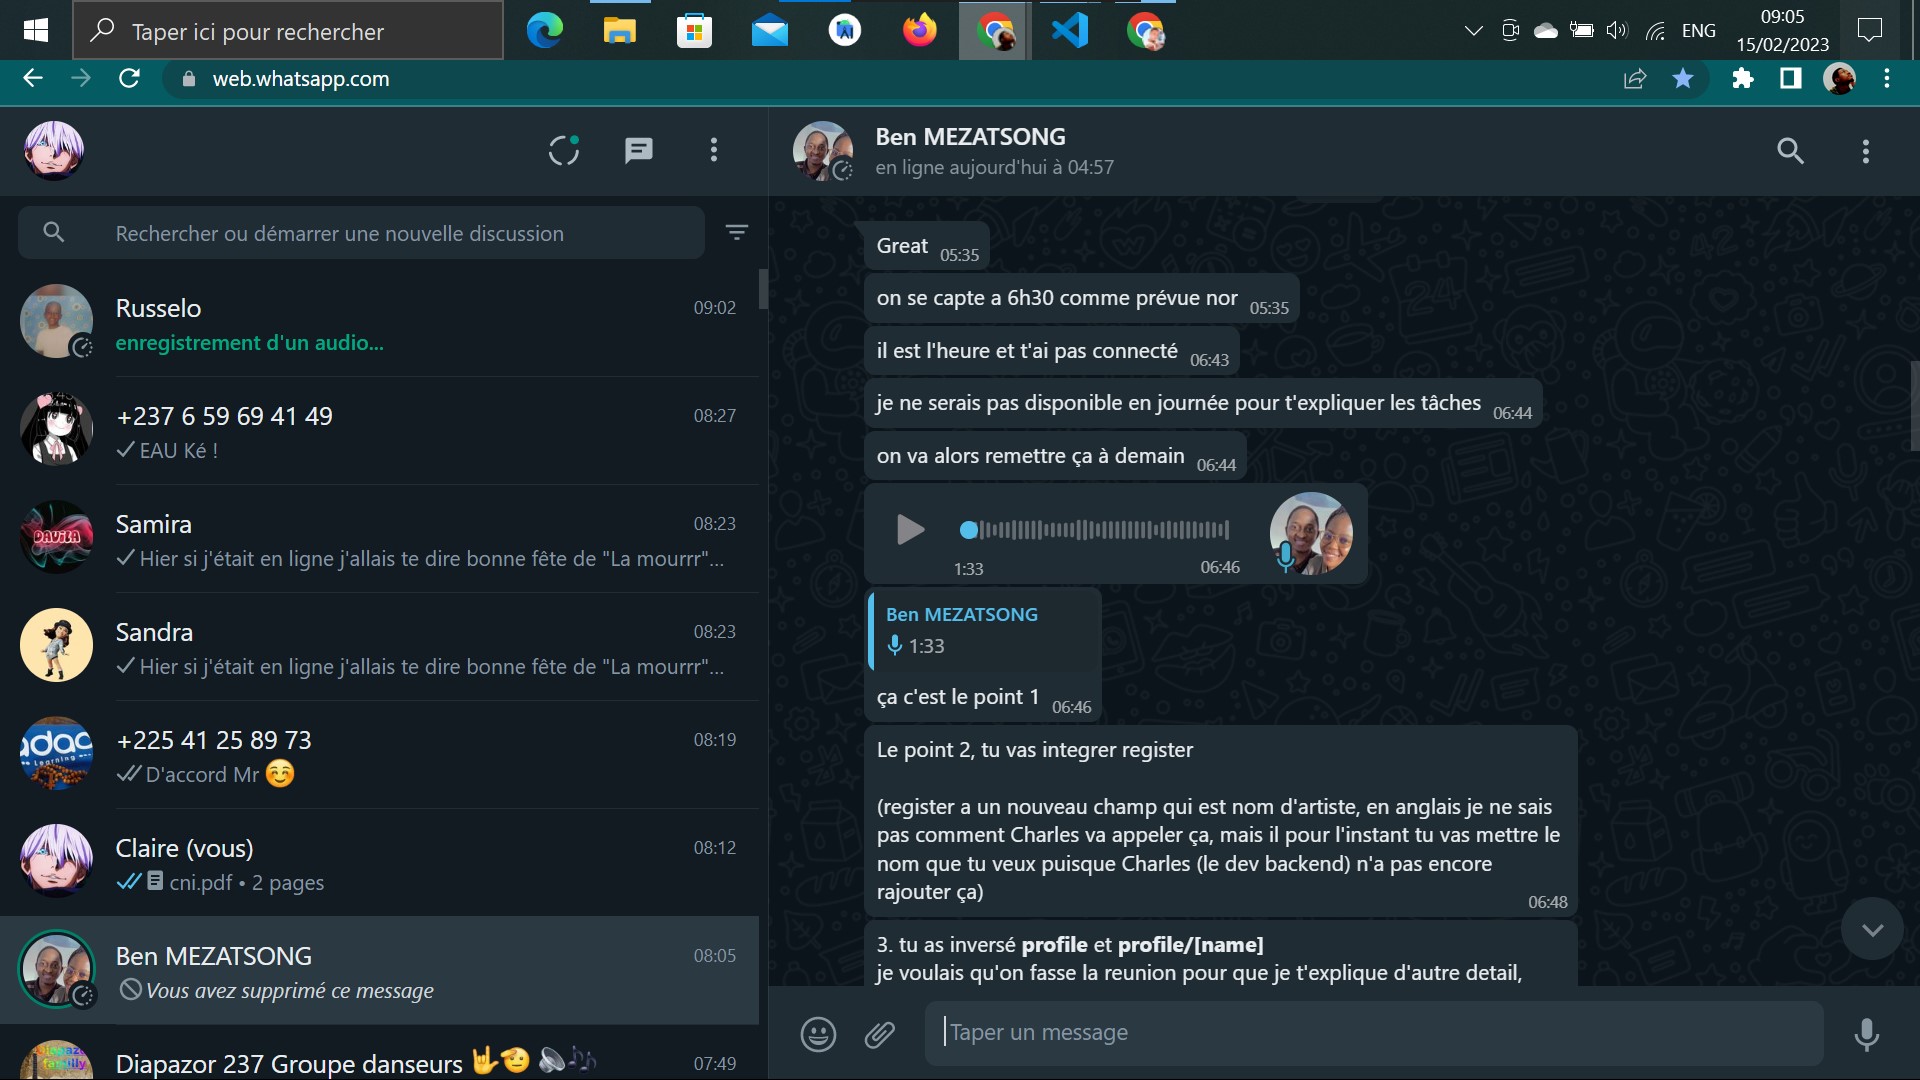 Taper ici pour rechercher
ENG
09:05
15/02/2023
web.whatsapp.com
Rechercher ou démarrer une nouvelle discussion
Russelo 09:02
enregistrement d'un audio...
+237 6 59 69 41 49 08:27
EAU Ké !
DAVILA
Samira 08:23
Hier si j'était en ligne j'allais te dire bonne fête de "La mourrr"...
Sandra 08:23
Hier si j'était en ligne j'allais te dire bonne fête de "La mourrr"...
Learning
+225 41 25 89 73 08:19
D'accord Mr ☺️
Claire (vous) 08:12
cni.pdf • 2 pages
Ben MEZATSONG 08:05
Vous avez supprimé ce message
Diapazor 237 Groupe danseurs 🤟🫡 🔊🎶 07:49
Ben MEZATSONG
en ligne aujourd'hui à 04:57
Great 05:35
on se capte a 6h30 comme prévue nor 05:35
il est l'heure et t'ai pas connecté 06:43
je ne serais pas disponible en journée pour t'expliquer les tâches 06:44
on va alors remettre ça à demain 06:44
1:33 06:46
Ben MEZATSONG
1:33
ça c'est le point 1 06:46
Le point 2, tu vas integrer register
(register a un nouveau champ qui est nom d'artiste, en anglais je ne sais
pas comment Charles va appeler ça, mais il pour l'instant tu vas mettre le
nom que tu veux puisque Charles (le dev backend) n'a pas encore
rajouter ça) 06:48
3. tu as inversé profile et profile/[name]
je voulais qu'on fasse la reunion pour que je t'explique d'autre detail,
Taper un message